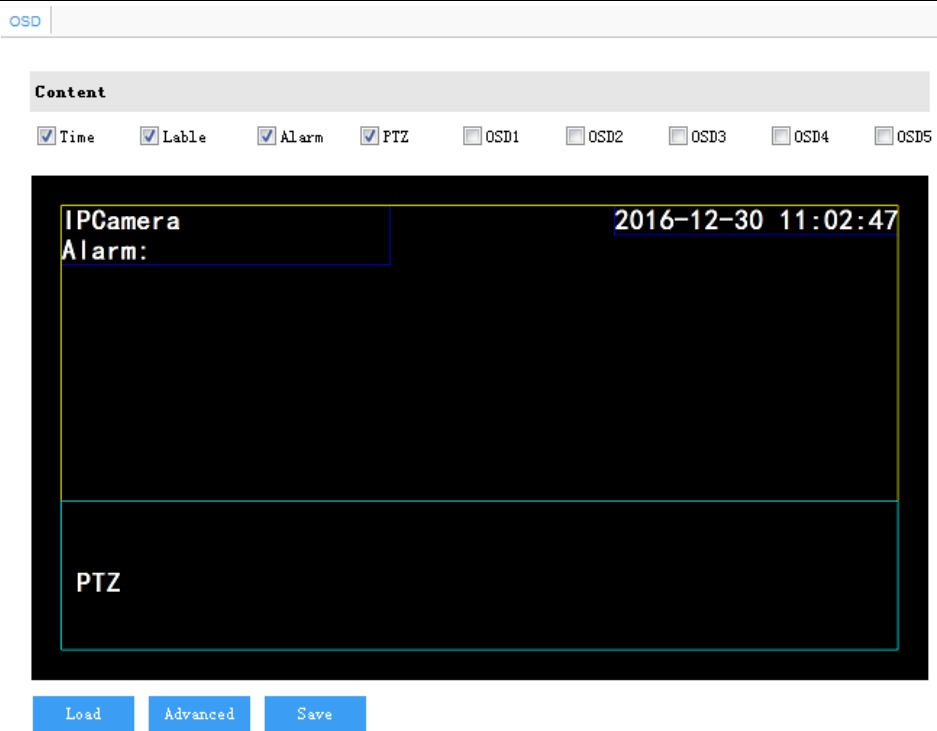 OSD
Content
Time Lable Alarm PTZ OSD1 OSD2 OSD3 OSD4 OSD5
IPCamera 2016-12-30 11:02:47
Alarm:
PTZ
Load Advanced Save